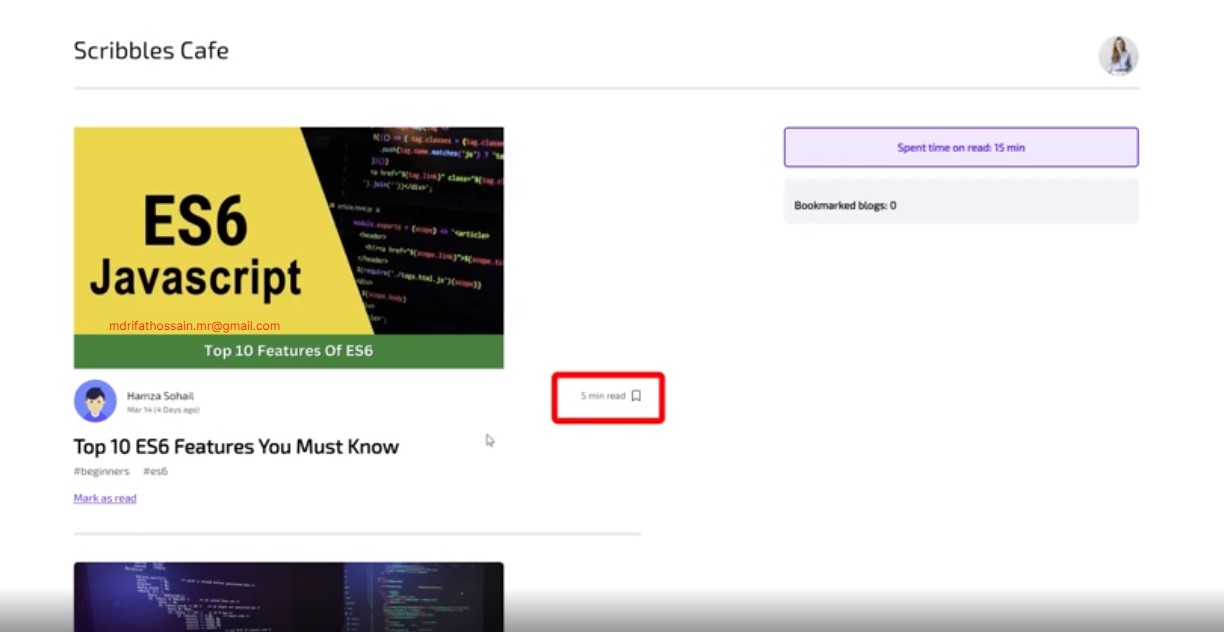 Scribbles Cafe
Spent time on read: 15 min
Bookmarked blogs: 0
ES6
Javascript
mdrifathossain.mr@gmail.com
Top 10 Features Of ES6
Hamza Sohail
Mar 14 (4 Days ago)
5 min read
Top 10 ES6 Features You Must Know
#beginners #es6
Mark as read